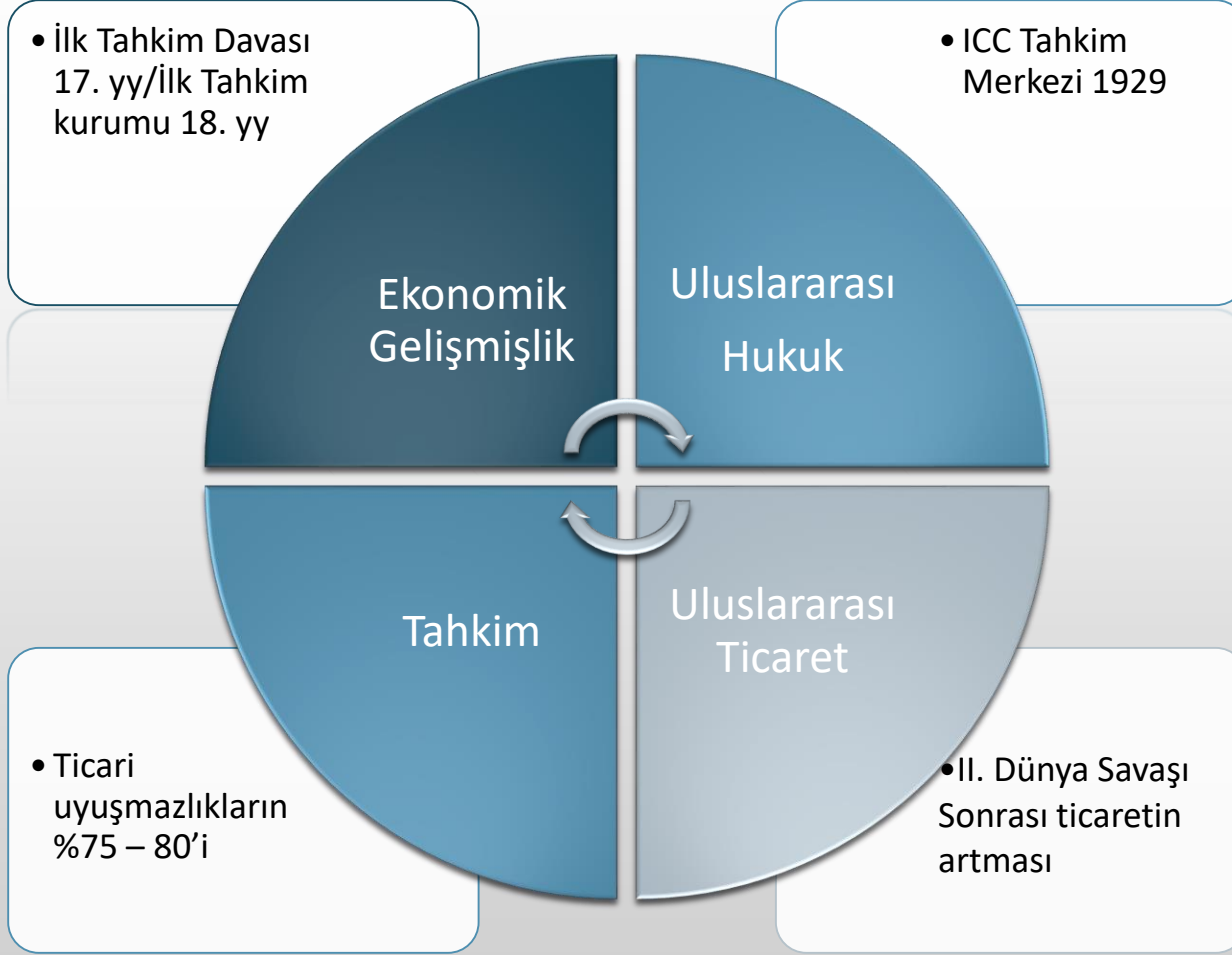 • İlk Tahkim Davası
17. yy/İlk Tahkim
kurumu 18. yy
• ICC Tahkim
Merkezi 1929
Ekonomik
Gelişmişlik
Uluslararası
Hukuk
Tahkim
Uluslararası
Ticaret
• Ticari
uyuşmazlıkların
%75 – 80’i
•II. Dünya Savaşı
Sonrası ticaretin
artması